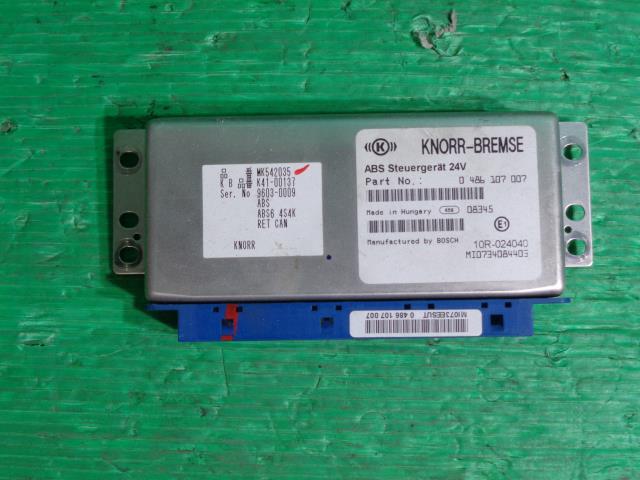 MK542035
K B K41-00137
Ser. No 9603-0009
ABS
ABS6 4S4K
RET CAN
KNORR
((K)) KNORR-BREMSE
ABS Steuergerät 24V
Part No.: 0 486 107 007
Made in Hungary 08345
E1
Manufactured by BOSCH 10R-024040
MI0734084403
MI073EESUT 0 486 107 007